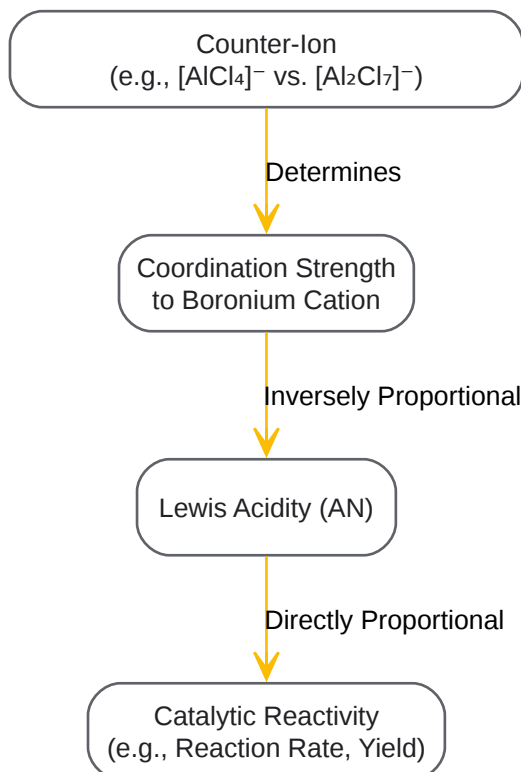 Counter-Ion
(e.g., [AlCl₄]⁻ vs. [Al₂Cl₇]⁻)
Determines
Coordination Strength
to Boronium Cation
Inversely Proportional
Lewis Acidity (AN)
Directly Proportional
Catalytic Reactivity
(e.g., Reaction Rate, Yield)